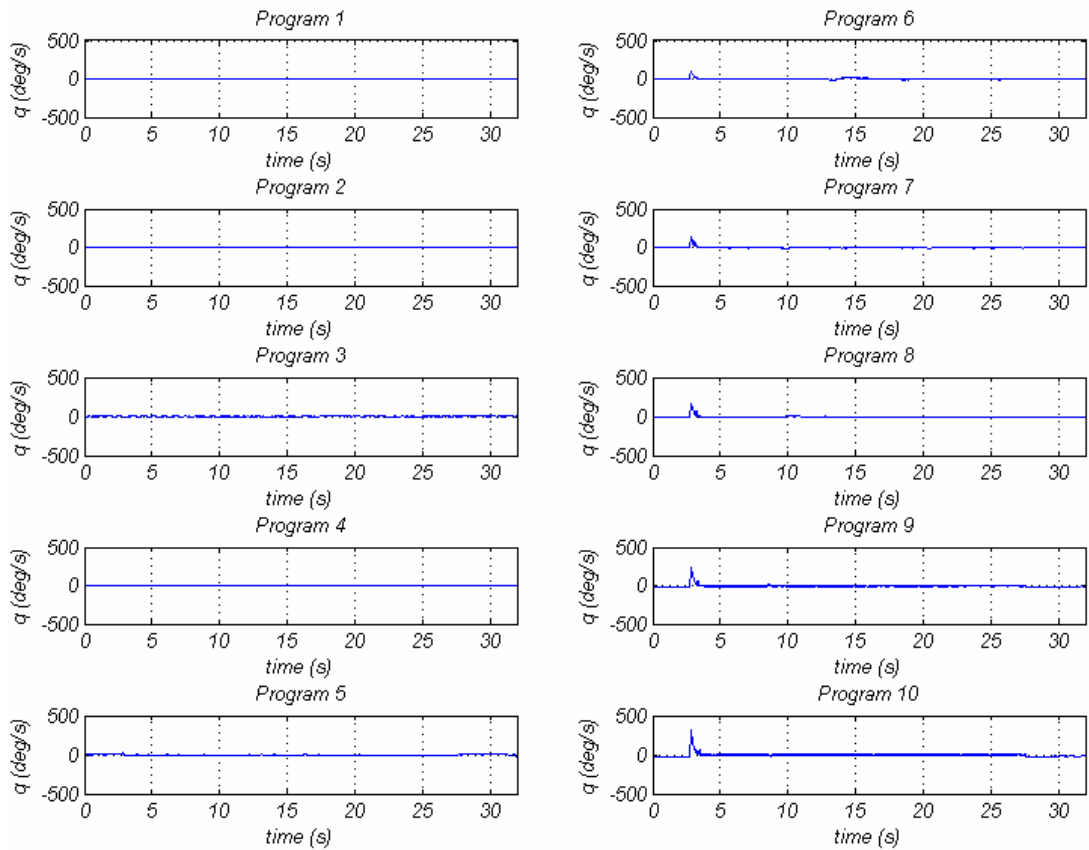 Program 1
500
0
-500
q (deg/s)
0 5 10 15 20 25 30
time (s)
Program 2
500
0
-500
q (deg/s)
0 5 10 15 20 25 30
time (s)
Program 3
500
0
-500
q (deg/s)
0 5 10 15 20 25 30
time (s)
Program 4
500
0
-500
q (deg/s)
0 5 10 15 20 25 30
time (s)
Program 5
500
0
-500
q (deg/s)
0 5 10 15 20 25 30
time (s)
Program 6
500
0
-500
q (deg/s)
0 5 10 15 20 25 30
time (s)
Program 7
500
0
-500
q (deg/s)
0 5 10 15 20 25 30
time (s)
Program 8
500
0
-500
q (deg/s)
0 5 10 15 20 25 30
time (s)
Program 9
500
0
-500
q (deg/s)
0 5 10 15 20 25 30
time (s)
Program 10
500
0
-500
q (deg/s)
0 5 10 15 20 25 30
time (s)